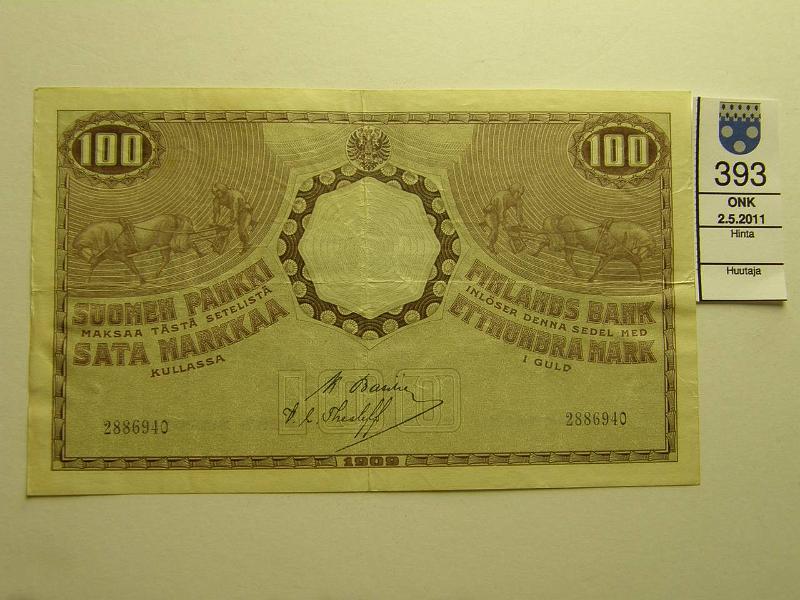 100
100
SUOMEN PANKKI
MAKSAA TÄSTÄ SETELISTÄ
SATA MARKKAA
KULLASSA
FINLANDS BANK
INLÖSER DENNA SEDEL MED
ETTHUNDRA MARK
I GULD
100
2886940
2886940
1909
393
ONK
2.5.2011
Hinta
Huutaja